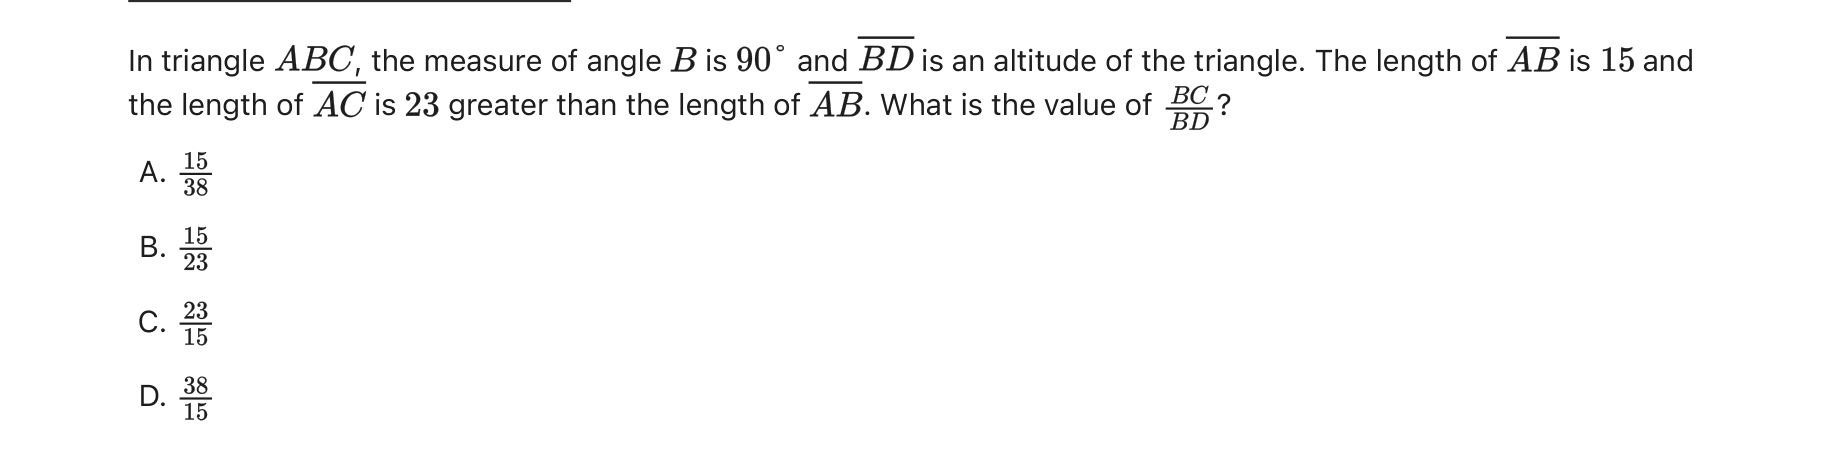 In triangle ABC, the measure of angle B is 90° and \overline{BD} is an altitude of the triangle. The length of \overline{AB} is 15 and
the length of \overline{AC} is 23 greater than the length of \overline{AB}. What is the value of \frac{BC}{BD}?
A. \frac{15}{38}
B. \frac{15}{23}
C. \frac{23}{15}
D. \frac{38}{15}